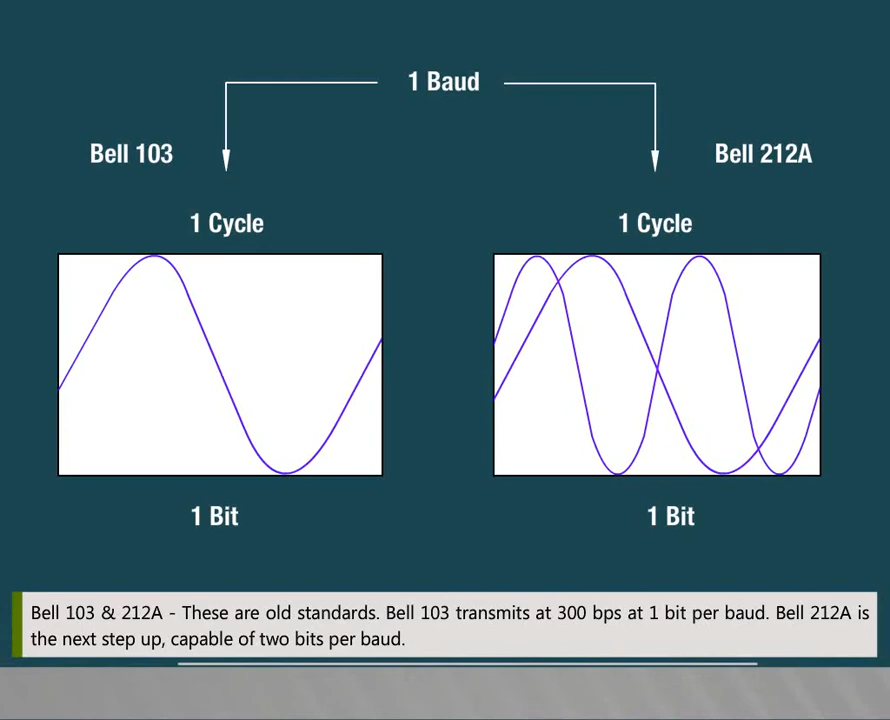 1 Baud
Bell 103
Bell 212A
1 Cycle
1 Cycle
1 Bit
1 Bit
Bell 103 & 212A - These are old standards. Bell 103 transmits at 300 bps at 1 bit per baud. Bell 212A is
the next step up, capable of two bits per baud.